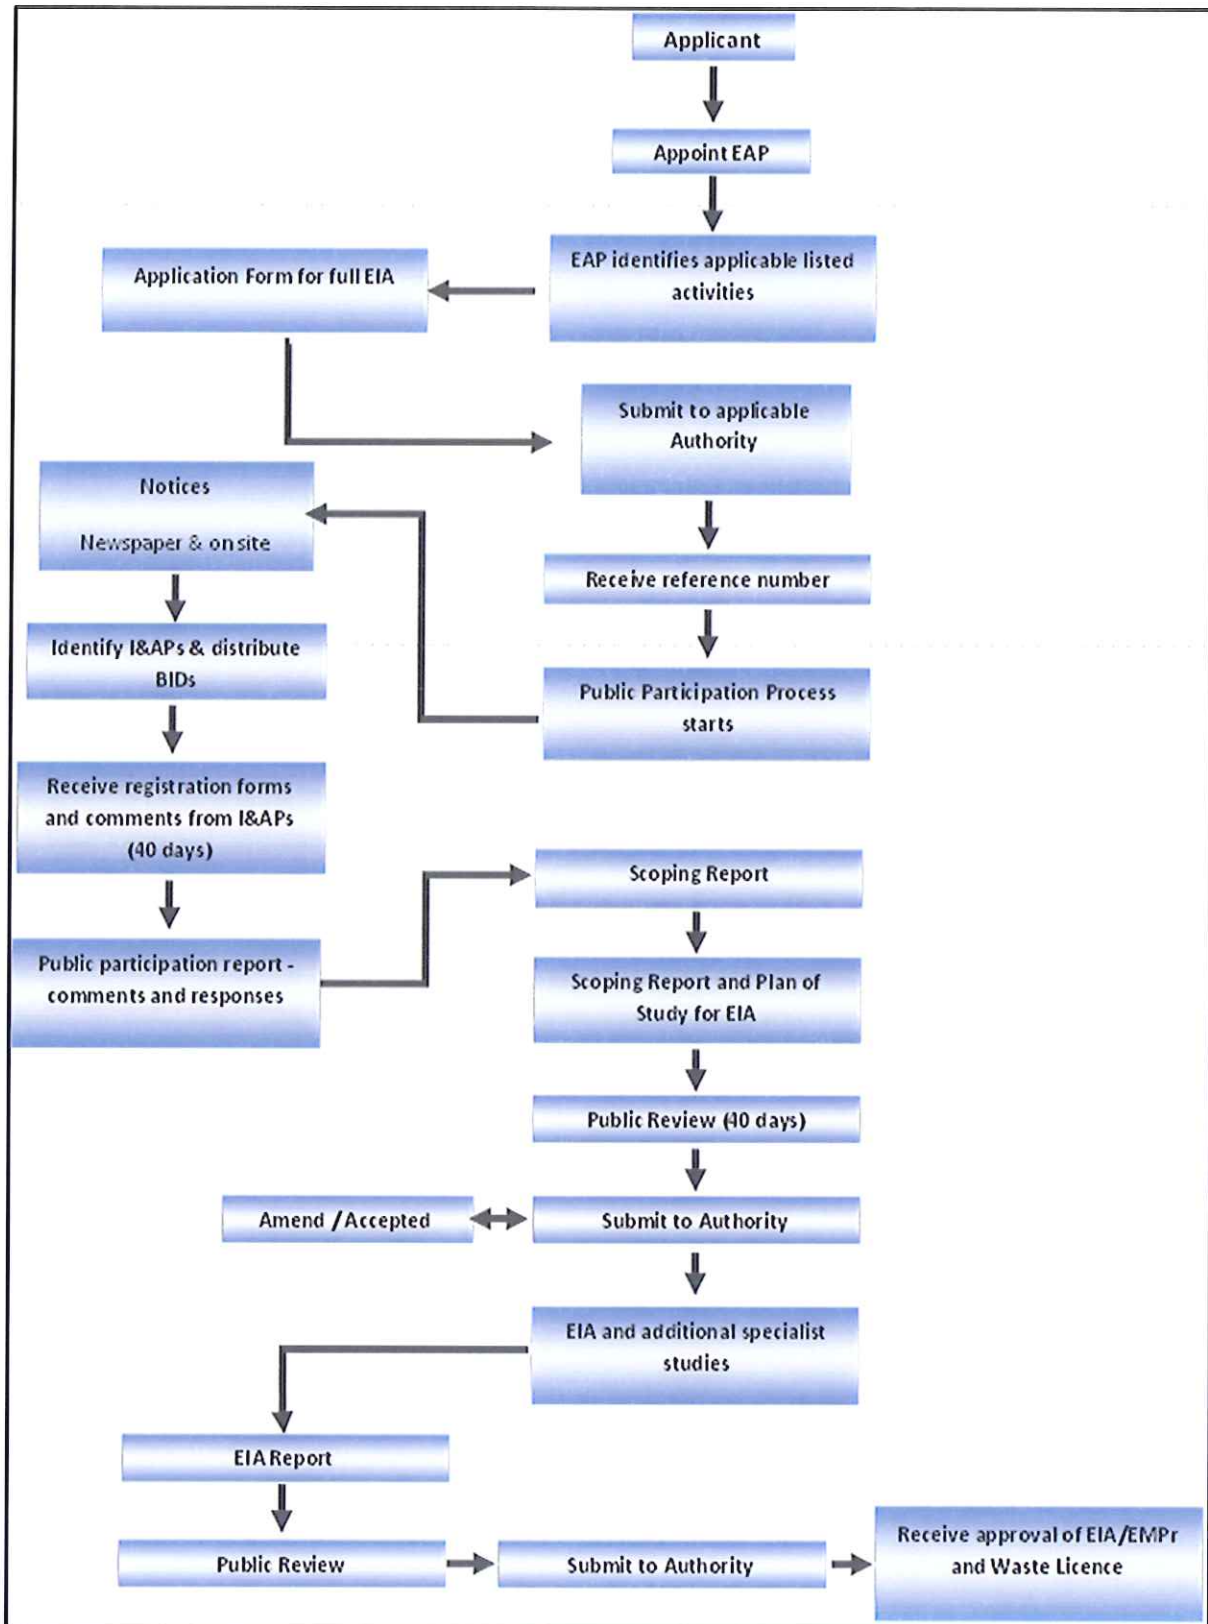 Applicant
Appoint EAP
EAP identifies applicable listed
activities
Application Form for full EIA
Submit to applicable
Authority
Receive reference number
Public Participation Process
starts
Notices
Newspaper & on site
Identify I&APs & distribute
BIDs
Receive registration forms
and comments from I&APs
(40 days)
Public participation report -
comments and responses
Scoping Report
Scoping Report and Plan of
Study for EIA
Public Review (40 days)
Submit to Authority
Amend /Accepted
EIA and additional specialist
studies
EIA Report
Public Review
Submit to Authority
Receive approval of EIA/EMPr
and Waste Licence